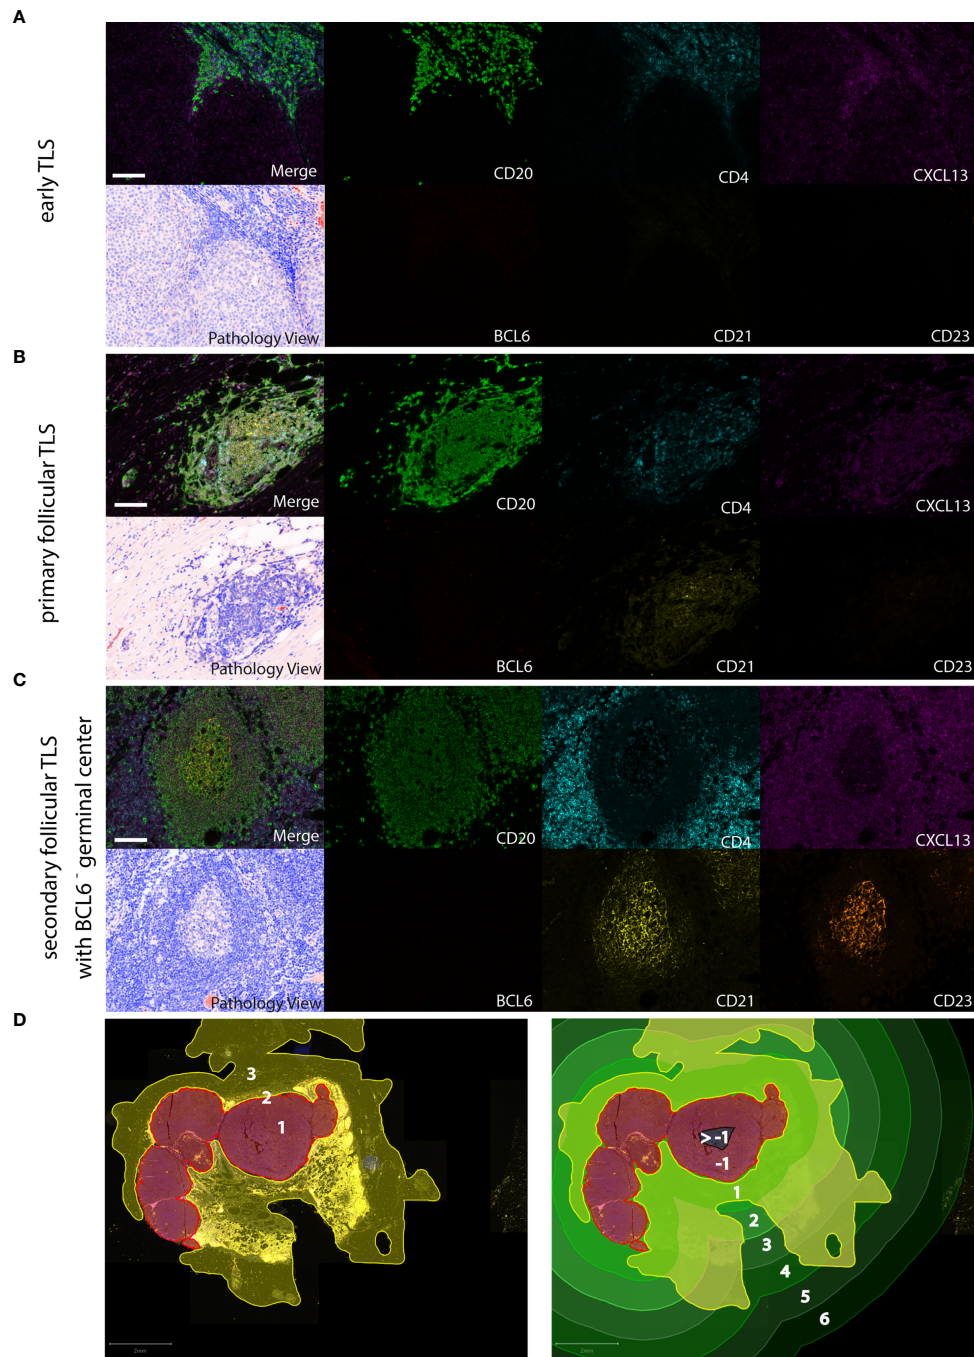 A
early TLS
Merge
CD20
CD4
CXCL13
Pathology View
BCL6
CD21
CD23
B
primary follicular TLS
Merge
CD20
CD4
CXCL13
Pathology View
BCL6
CD21
CD23
C
secondary follicular TLS
with BCL6⁻ germinal center
Merge
CD20
CD4
CXCL13
Pathology View
BCL6
CD21
CD23
D
3
2
1
2mm
> -1
-1
1
2
3
4
5
6
2mm